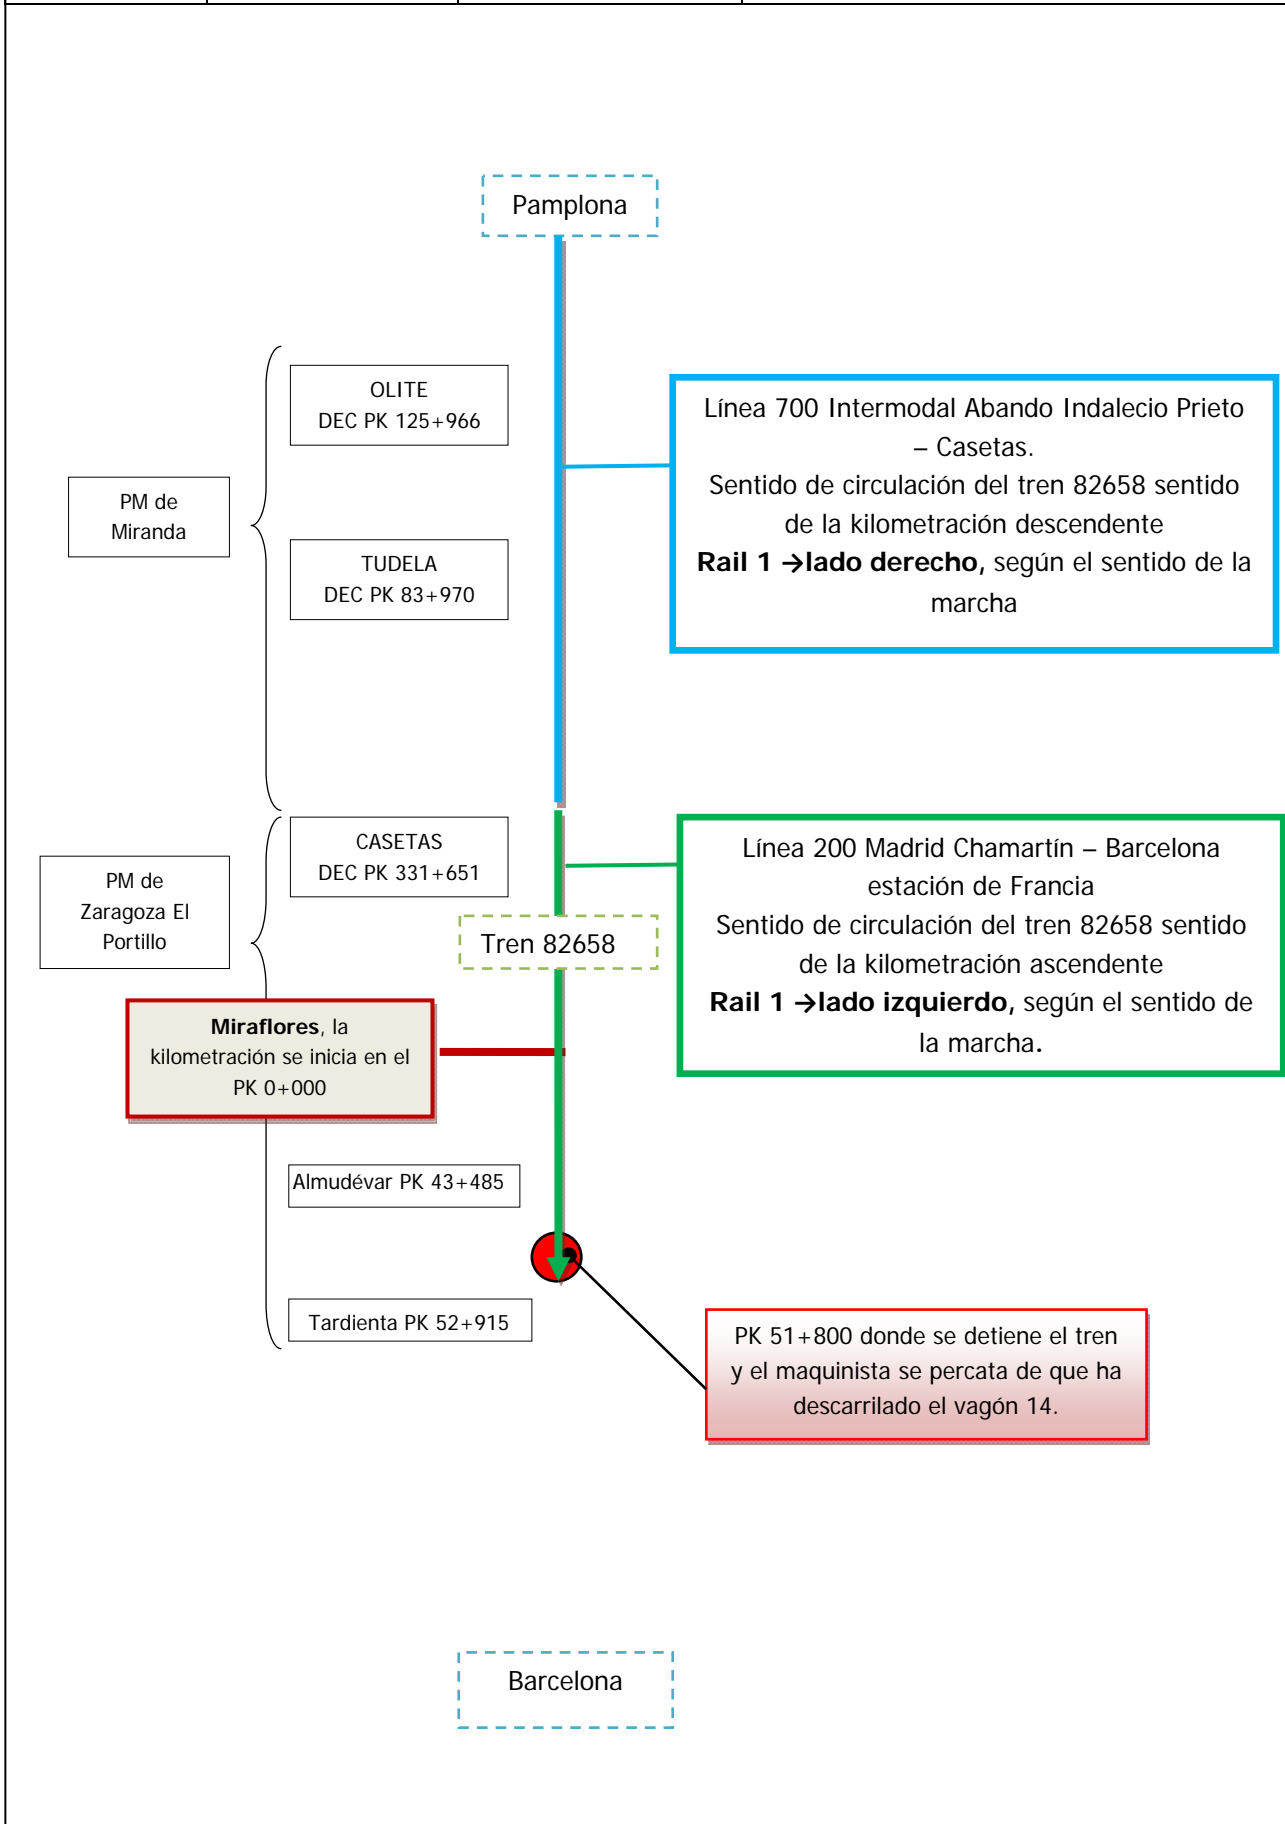 Pamplona
OLITE
DEC PK 125+966
PM de
Miranda
TUDELA
DEC PK 83+970
Línea 700 Intermodal Abando Indalecio Prieto
– Casetas.
Sentido de circulación del tren 82658 sentido
de la kilometración descendente
Rail 1 →lado derecho, según el sentido de la
marcha
CASETAS
DEC PK 331+651
PM de
Zaragoza El
Portillo
Tren 82658
Línea 200 Madrid Chamartín – Barcelona
estación de Francia
Sentido de circulación del tren 82658 sentido
de la kilometración ascendente
Rail 1 →lado izquierdo, según el sentido de
la marcha.
Miraflores, la
kilometración se inicia en el
PK 0+000
Almudévar PK 43+485
Tardienta PK 52+915
PK 51+800 donde se detiene el tren
y el maquinista se percata de que ha
descarrilado el vagón 14.
Barcelona